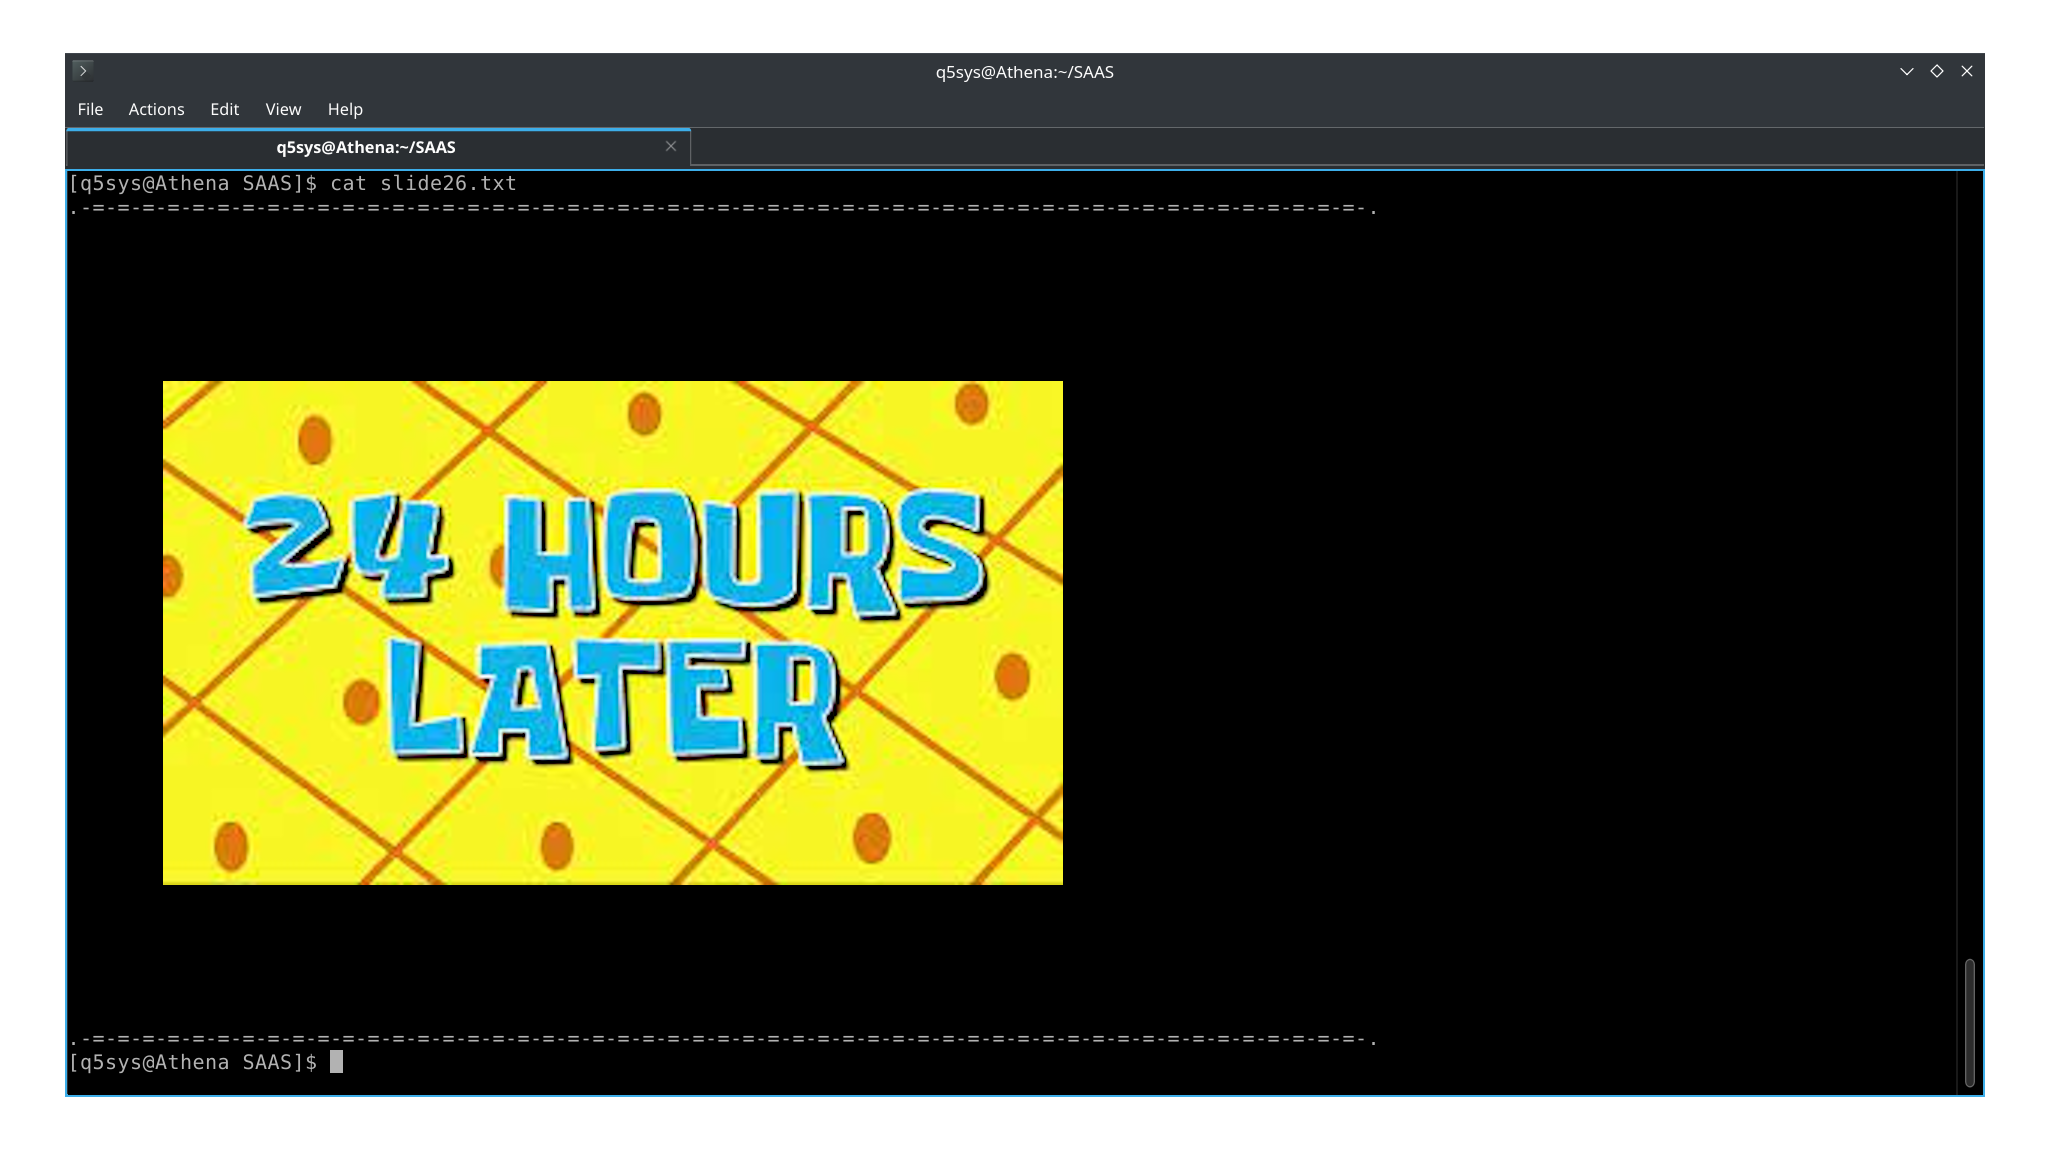 q5sys@Athena:~/SAAS
File Actions Edit View Help
q5sys@Athena:~/SAAS
[q5sys@Athena SAAS]$ cat slide26.txt
.-=-=-=-=-=-=-=-=-=-=-=-=-=-=-=-=-=-=-=-=-=-=-=-=-=-=-=-=-=-=-=-=-=-=-=-=-=-=-=-=-=-=-=-=-=-=-=-=-=-=-=-.
24 HOURS
LATER
.-=-=-=-=-=-=-=-=-=-=-=-=-=-=-=-=-=-=-=-=-=-=-=-=-=-=-=-=-=-=-=-=-=-=-=-=-=-=-=-=-=-=-=-=-=-=-=-=-=-=-=-.
[q5sys@Athena SAAS]$